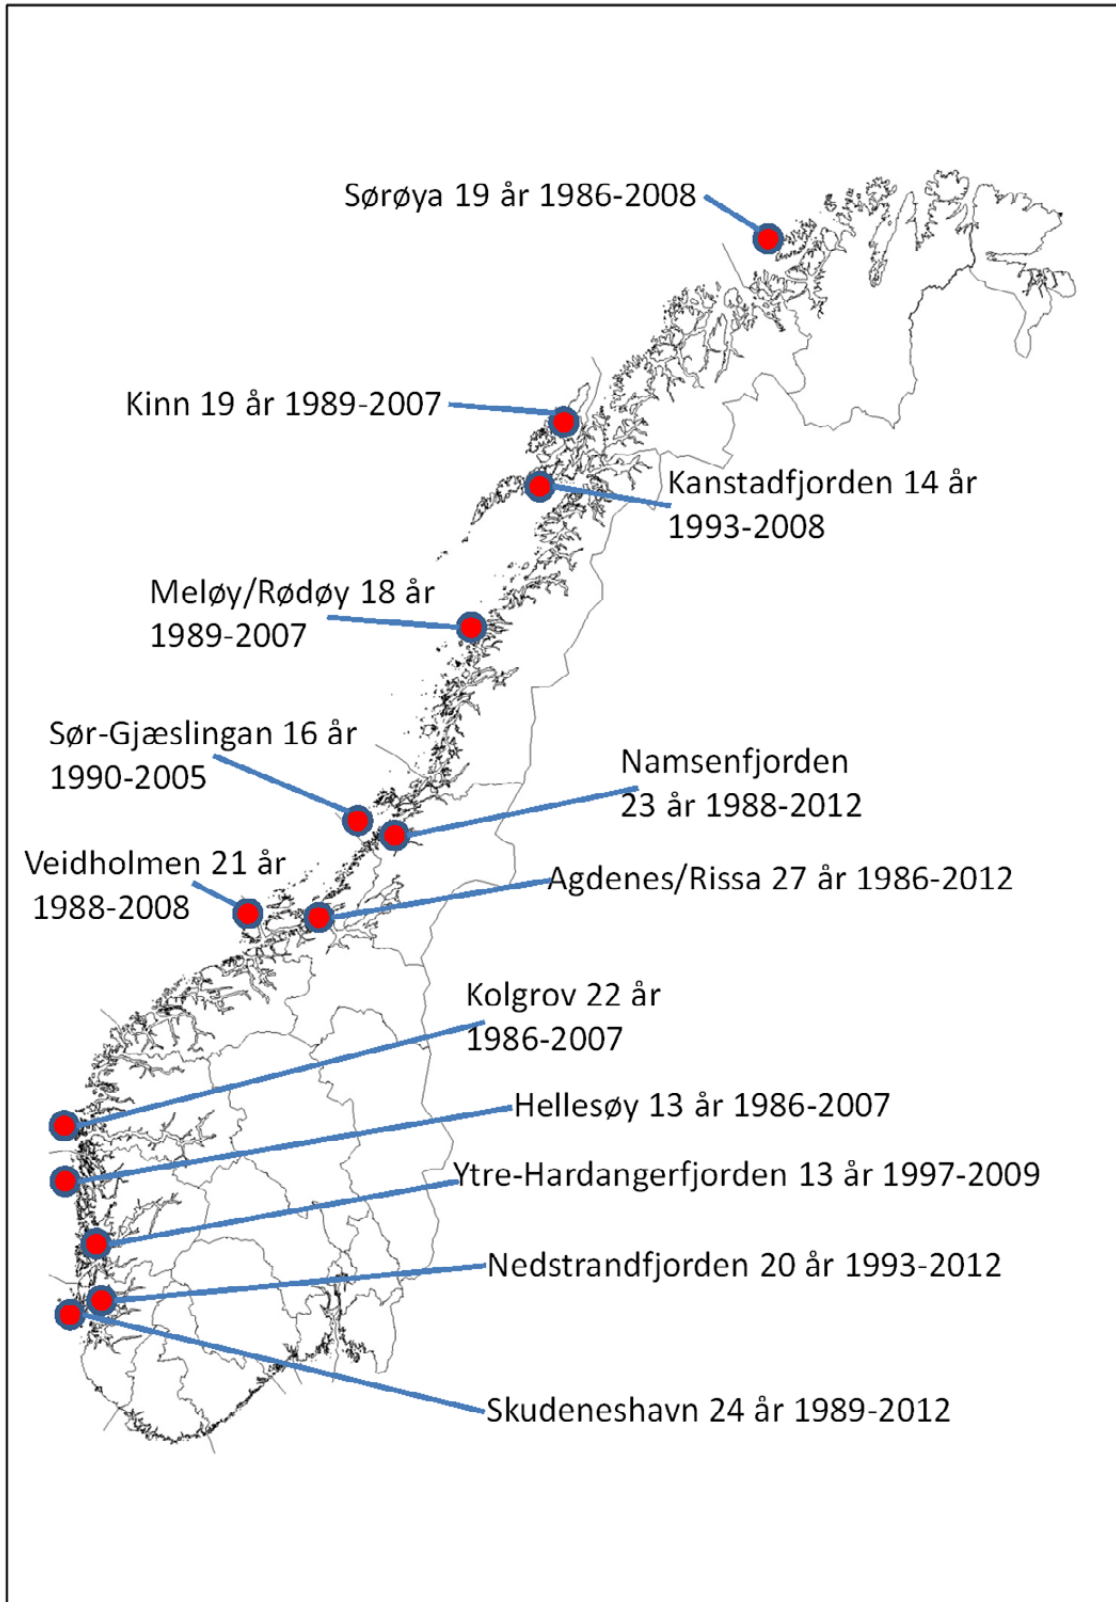 Sørøya 19 år 1986-2008
Kinn 19 år 1989-2007
Kanstadfjorden 14 år
1993-2008
Meløy/Rødøy 18 år
1989-2007
Sør-Gjæslingan 16 år
1990-2005
Namsenfjorden
23 år 1988-2012
Veidholmen 21 år
1988-2008
Agdenes/Rissa 27 år 1986-2012
Kolgrov 22 år
1986-2007
Hellesøy 13 år 1986-2007
Ytre-Hardangerfjorden 13 år 1997-2009
Nedstrandfjorden 20 år 1993-2012
Skudeneshavn 24 år 1989-2012